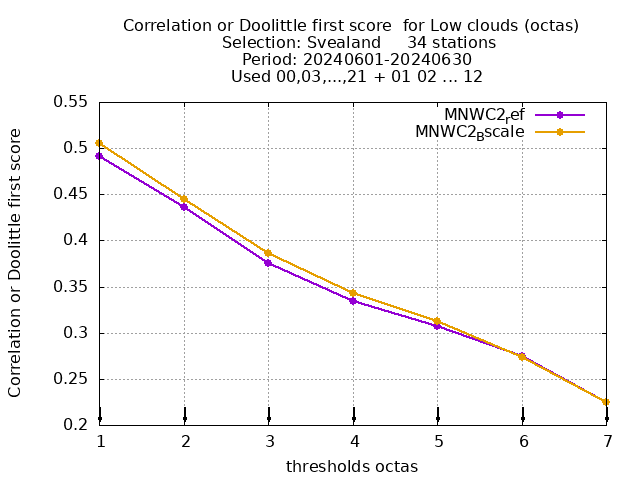 Correlation or Doolittle first score  for Low clouds (octas)
Selection: Svealand     34 stations
Period: 20240601-20240630
Used 00,03,...,21 + 01 02 ... 12
MNWC2ref
MNWC2Bscale
Correlation or Doolittle first score
0.55
0.5
0.45
0.4
0.35
0.3
0.25
0.2
1 2 3 4 5 6 7
thresholds octas